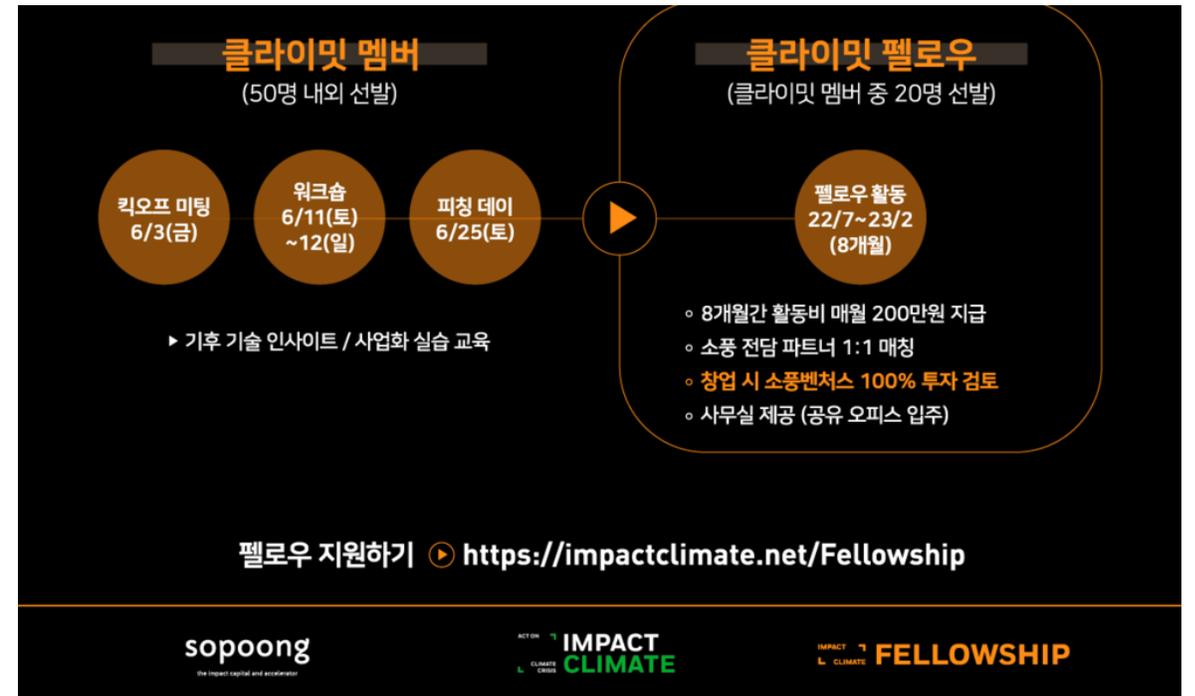 클라이밋 멤버
(50명 내외 선발)
킥오프 미팅
6/3(금)
워크숍
6/11(토)
~12(일)
피칭 데이
6/25(토)
▶ 기후 기술 인사이트 / 사업화 실습 교육
클라이밋 펠로우
(클라이밋 멤버 중 20명 선발)
펠로우 활동
22/7~23/2
(8개월)
∘ 8개월간 활동비 매월 200만원 지급
∘ 소풍 전담 파트너 1:1 매칭
∘ 창업 시 소풍벤처스 100% 투자 검토
∘ 사무실 제공 (공유 오피스 입주)
펠로우 지원하기 https://impactclimate.net/Fellowship
sopoong
the impact capital and accelerator
ACT ON
CLIMATE
CRISIS
IMPACT
CLIMATE
IMPACT
CLIMATE
FELLOWSHIP